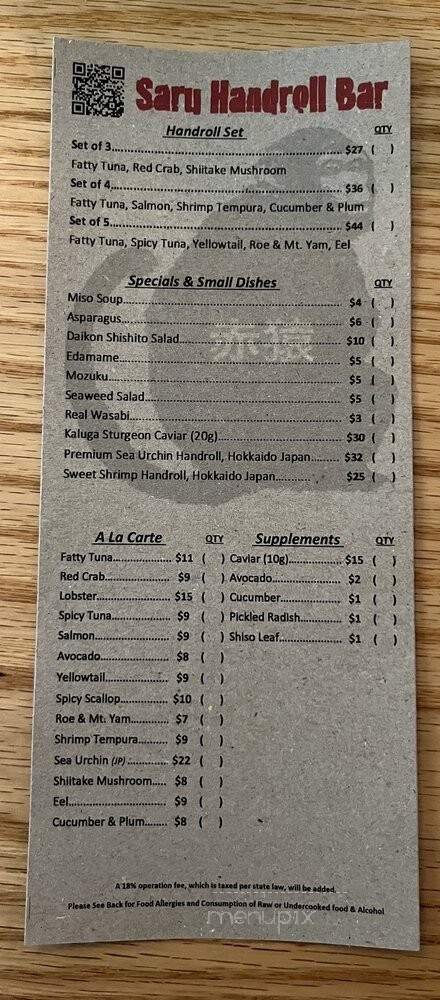 Saru Handroll Bar
Handroll Set QTY
Set of 3 $27 ( )
Fatty Tuna, Red Crab, Shiitake Mushroom
Set of 4 $36 ( )
Fatty Tuna, Salmon, Shrimp Tempura, Cucumber & Plum
Set of 5 $44 ( )
Fatty Tuna, Spicy Tuna, Yellowtail, Roe & Mt. Yam, Eel
Specials & Small Dishes QTY
Miso Soup $4 ( )
Asparagus $6 ( )
Daikon Shishito Salad $10 ( )
Edamame $5 ( )
Mozuku $5 ( )
Seaweed Salad $5 ( )
Real Wasabi $3 ( )
Kaluga Sturgeon Caviar (20g) $30 ( )
Premium Sea Urchin Handroll, Hokkaido Japan $32 ( )
Sweet Shrimp Handroll, Hokkaido Japan $25 ( )
A La Carte QTY
Fatty Tuna $11 ( )
Red Crab $9 ( )
Lobster $15 ( )
Spicy Tuna $9 ( )
Salmon $9 ( )
Avocado $8 ( )
Yellowtail $9 ( )
Spicy Scallop $10 ( )
Roe & Mt. Yam $7 ( )
Shrimp Tempura $9 ( )
Sea Urchin (JP) $22 ( )
Shiitake Mushroom $8 ( )
Eel $9 ( )
Cucumber & Plum $8 ( )
Supplements QTY
Caviar (10g) $15 ( )
Avocado $2 ( )
Cucumber $1 ( )
Pickled Radish $1 ( )
Shiso Leaf $1 ( )
A 18% operation fee, which is taxed per state law, will be added.
Please See Back for Food Allergies and Consumption of Raw or Undercooked food & Alcohol
menupix